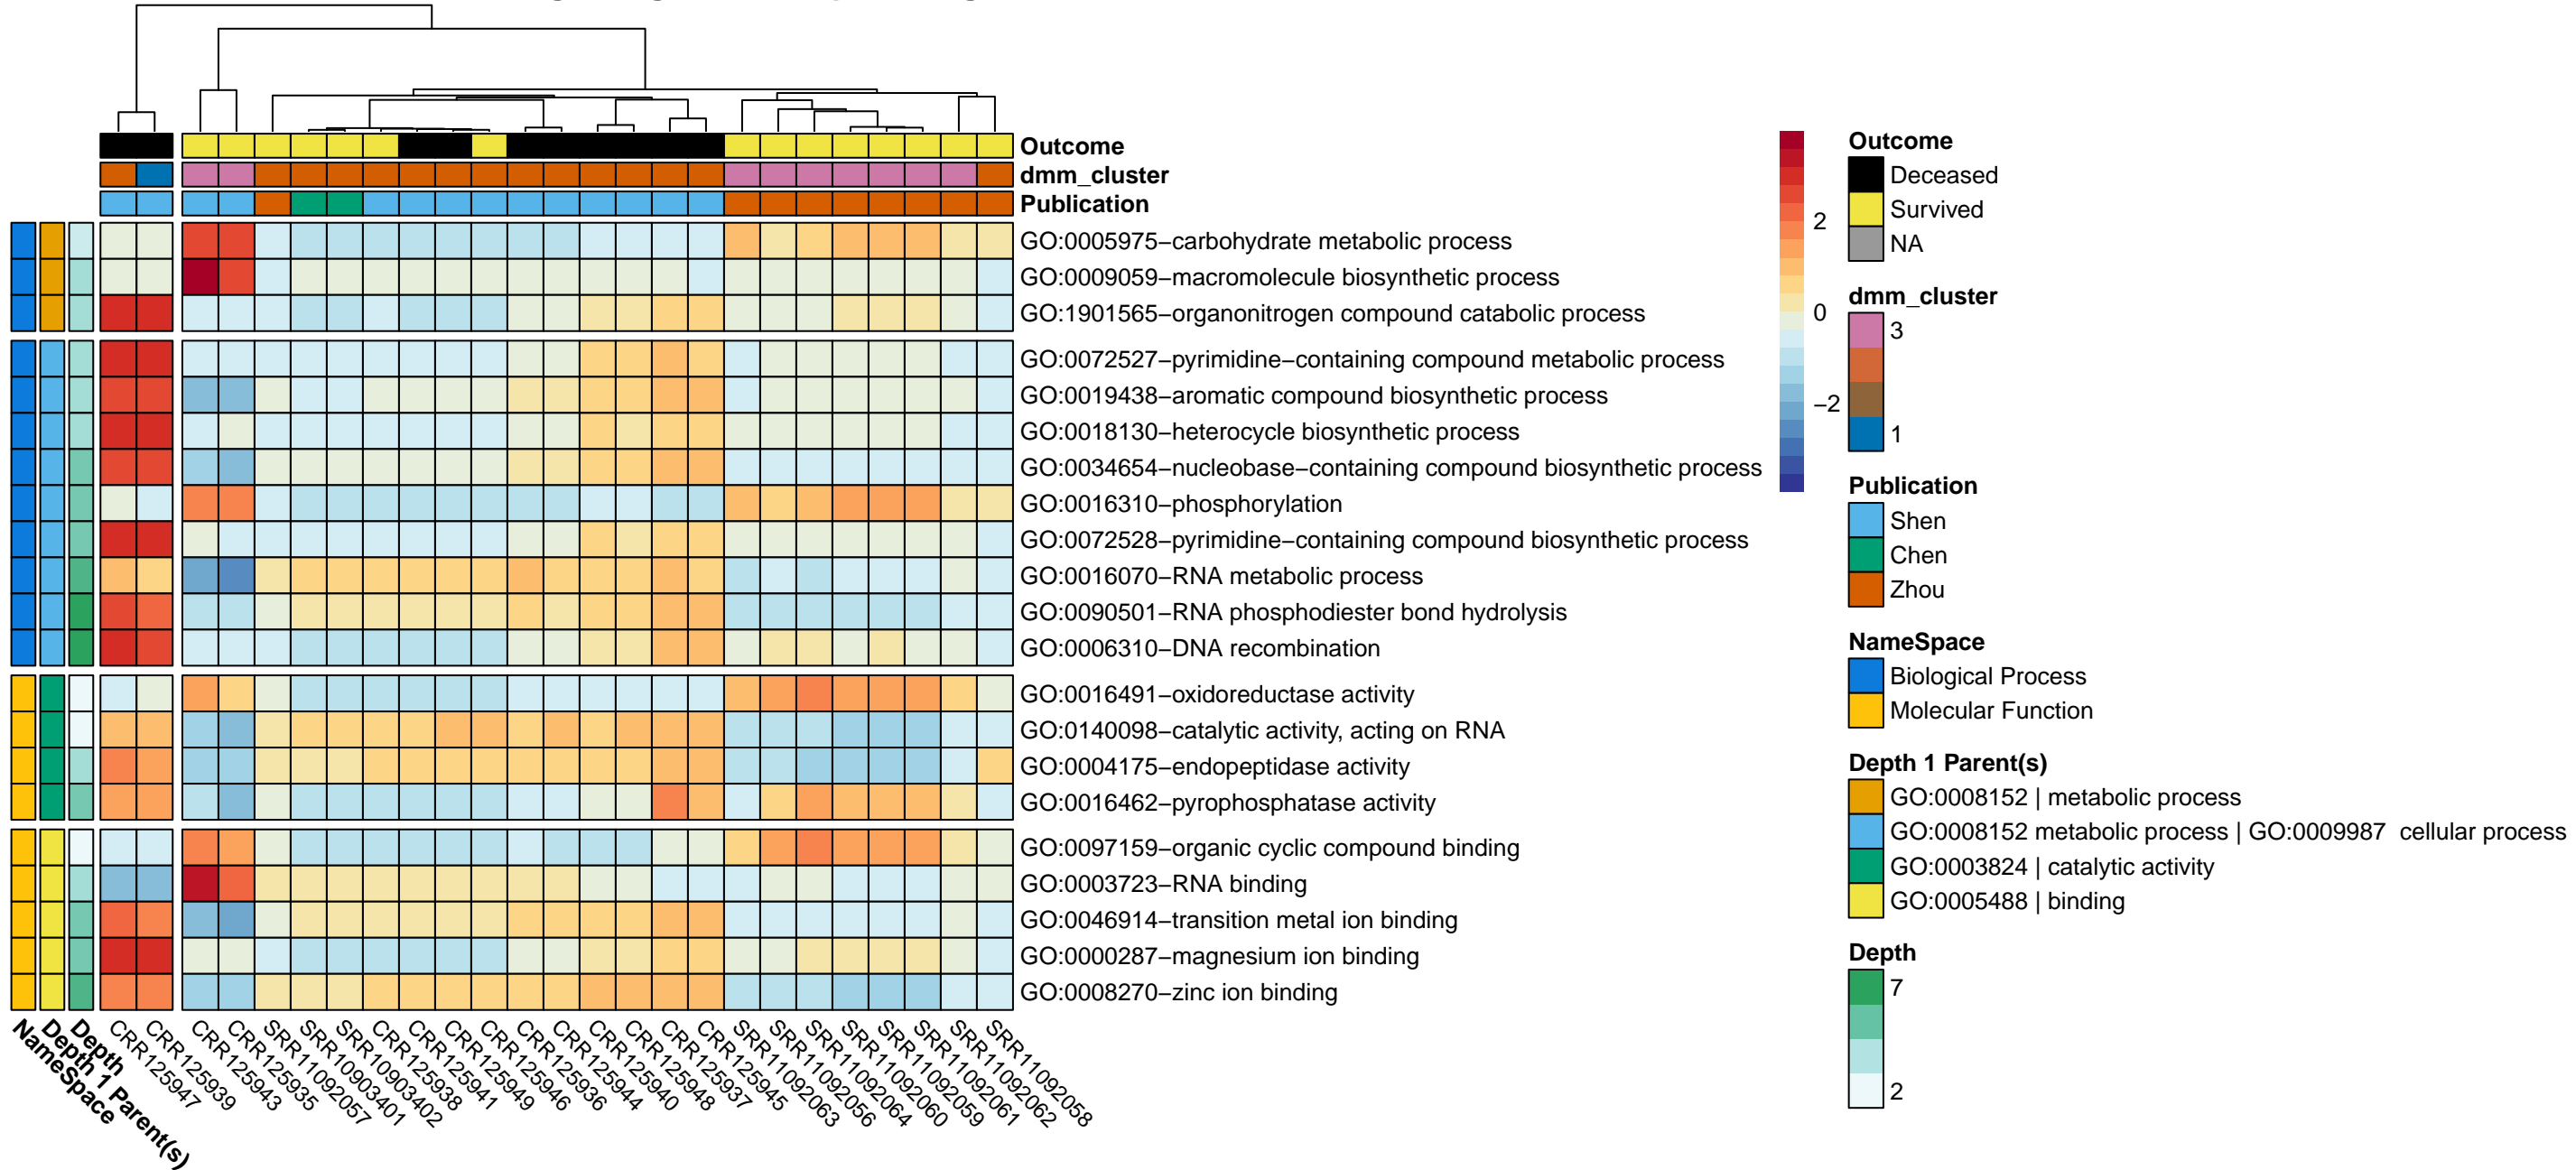 Outcome
dmm_cluster
Publication
GO:0005975−carbohydrate metabolic process
GO:0009059−macromolecule biosynthetic process
GO:1901565−organonitrogen compound catabolic process
GO:0072527−pyrimidine−containing compound metabolic process
GO:0019438−aromatic compound biosynthetic process
GO:0018130−heterocycle biosynthetic process
GO:0034654−nucleobase−containing compound biosynthetic process
GO:0016310−phosphorylation
GO:0072528−pyrimidine−containing compound biosynthetic process
GO:0016070−RNA metabolic process
GO:0090501−RNA phosphodiester bond hydrolysis
GO:0006310−DNA recombination
GO:0016491−oxidoreductase activity
GO:0140098−catalytic activity, acting on RNA
GO:0004175−endopeptidase activity
GO:0016462−pyrophosphatase activity
GO:0097159−organic cyclic compound binding
GO:0003723−RNA binding
GO:0046914−transition metal ion binding
GO:0000287−magnesium ion binding
GO:0008270−zinc ion binding
NameSpace
Depth 1 Parent(s)
Depth
CRR125947
CRR125939
CRR125943
CRR125935
SRR11092057
SRR10903401
SRR10903402
CRR125938
CRR125941
CRR125949
CRR125946
CRR125936
CRR125944
CRR125940
CRR125948
CRR125937
CRR125945
SRR11092063
SRR11092056
SRR11092064
SRR11092060
SRR11092059
SRR11092061
SRR11092062
SRR11092058
2
0
−2
Outcome
Deceased
Survived
NA
dmm_cluster
3
1
Publication
Shen
Chen
Zhou
NameSpace
Biological Process
Molecular Function
Depth 1 Parent(s)
GO:0008152 | metabolic process
GO:0008152 metabolic process | GO:0009987  cellular process
GO:0003824 | catalytic activity
GO:0005488 | binding
Depth
7
2